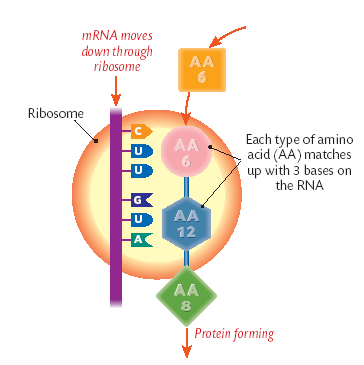 mRNA moves
down through
ribosome
AA
6
Ribosome
C
U
U
G
U
A
AA
6
Each type of amino
acid (AA) matches
up with 3 bases on
the RNA
AA
12
AA
8
Protein forming